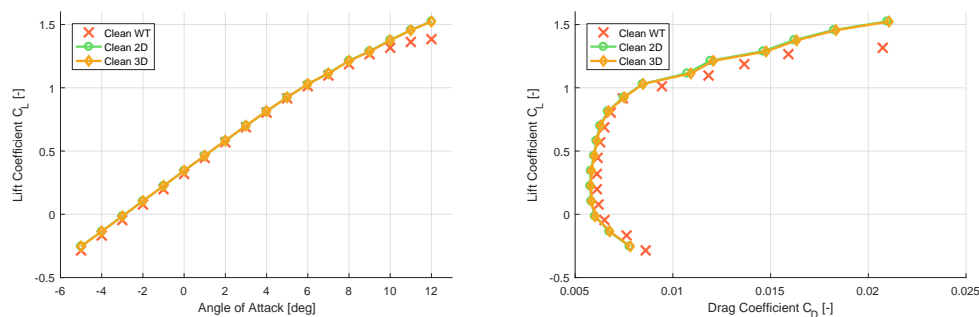 1.5
1
0.5
0
-0.5
Lift Coefficient C_L [-]
Clean WT
Clean 2D
Clean 3D
-6 -4 -2 0 2 4 6 8 10 12
Angle of Attack [deg]
1.5
1
0.5
0
-0.5
Lift Coefficient C_L [-]
Clean WT
Clean 2D
Clean 3D
0.005 0.01 0.015 0.02 0.025
Drag Coefficient C_D [-]